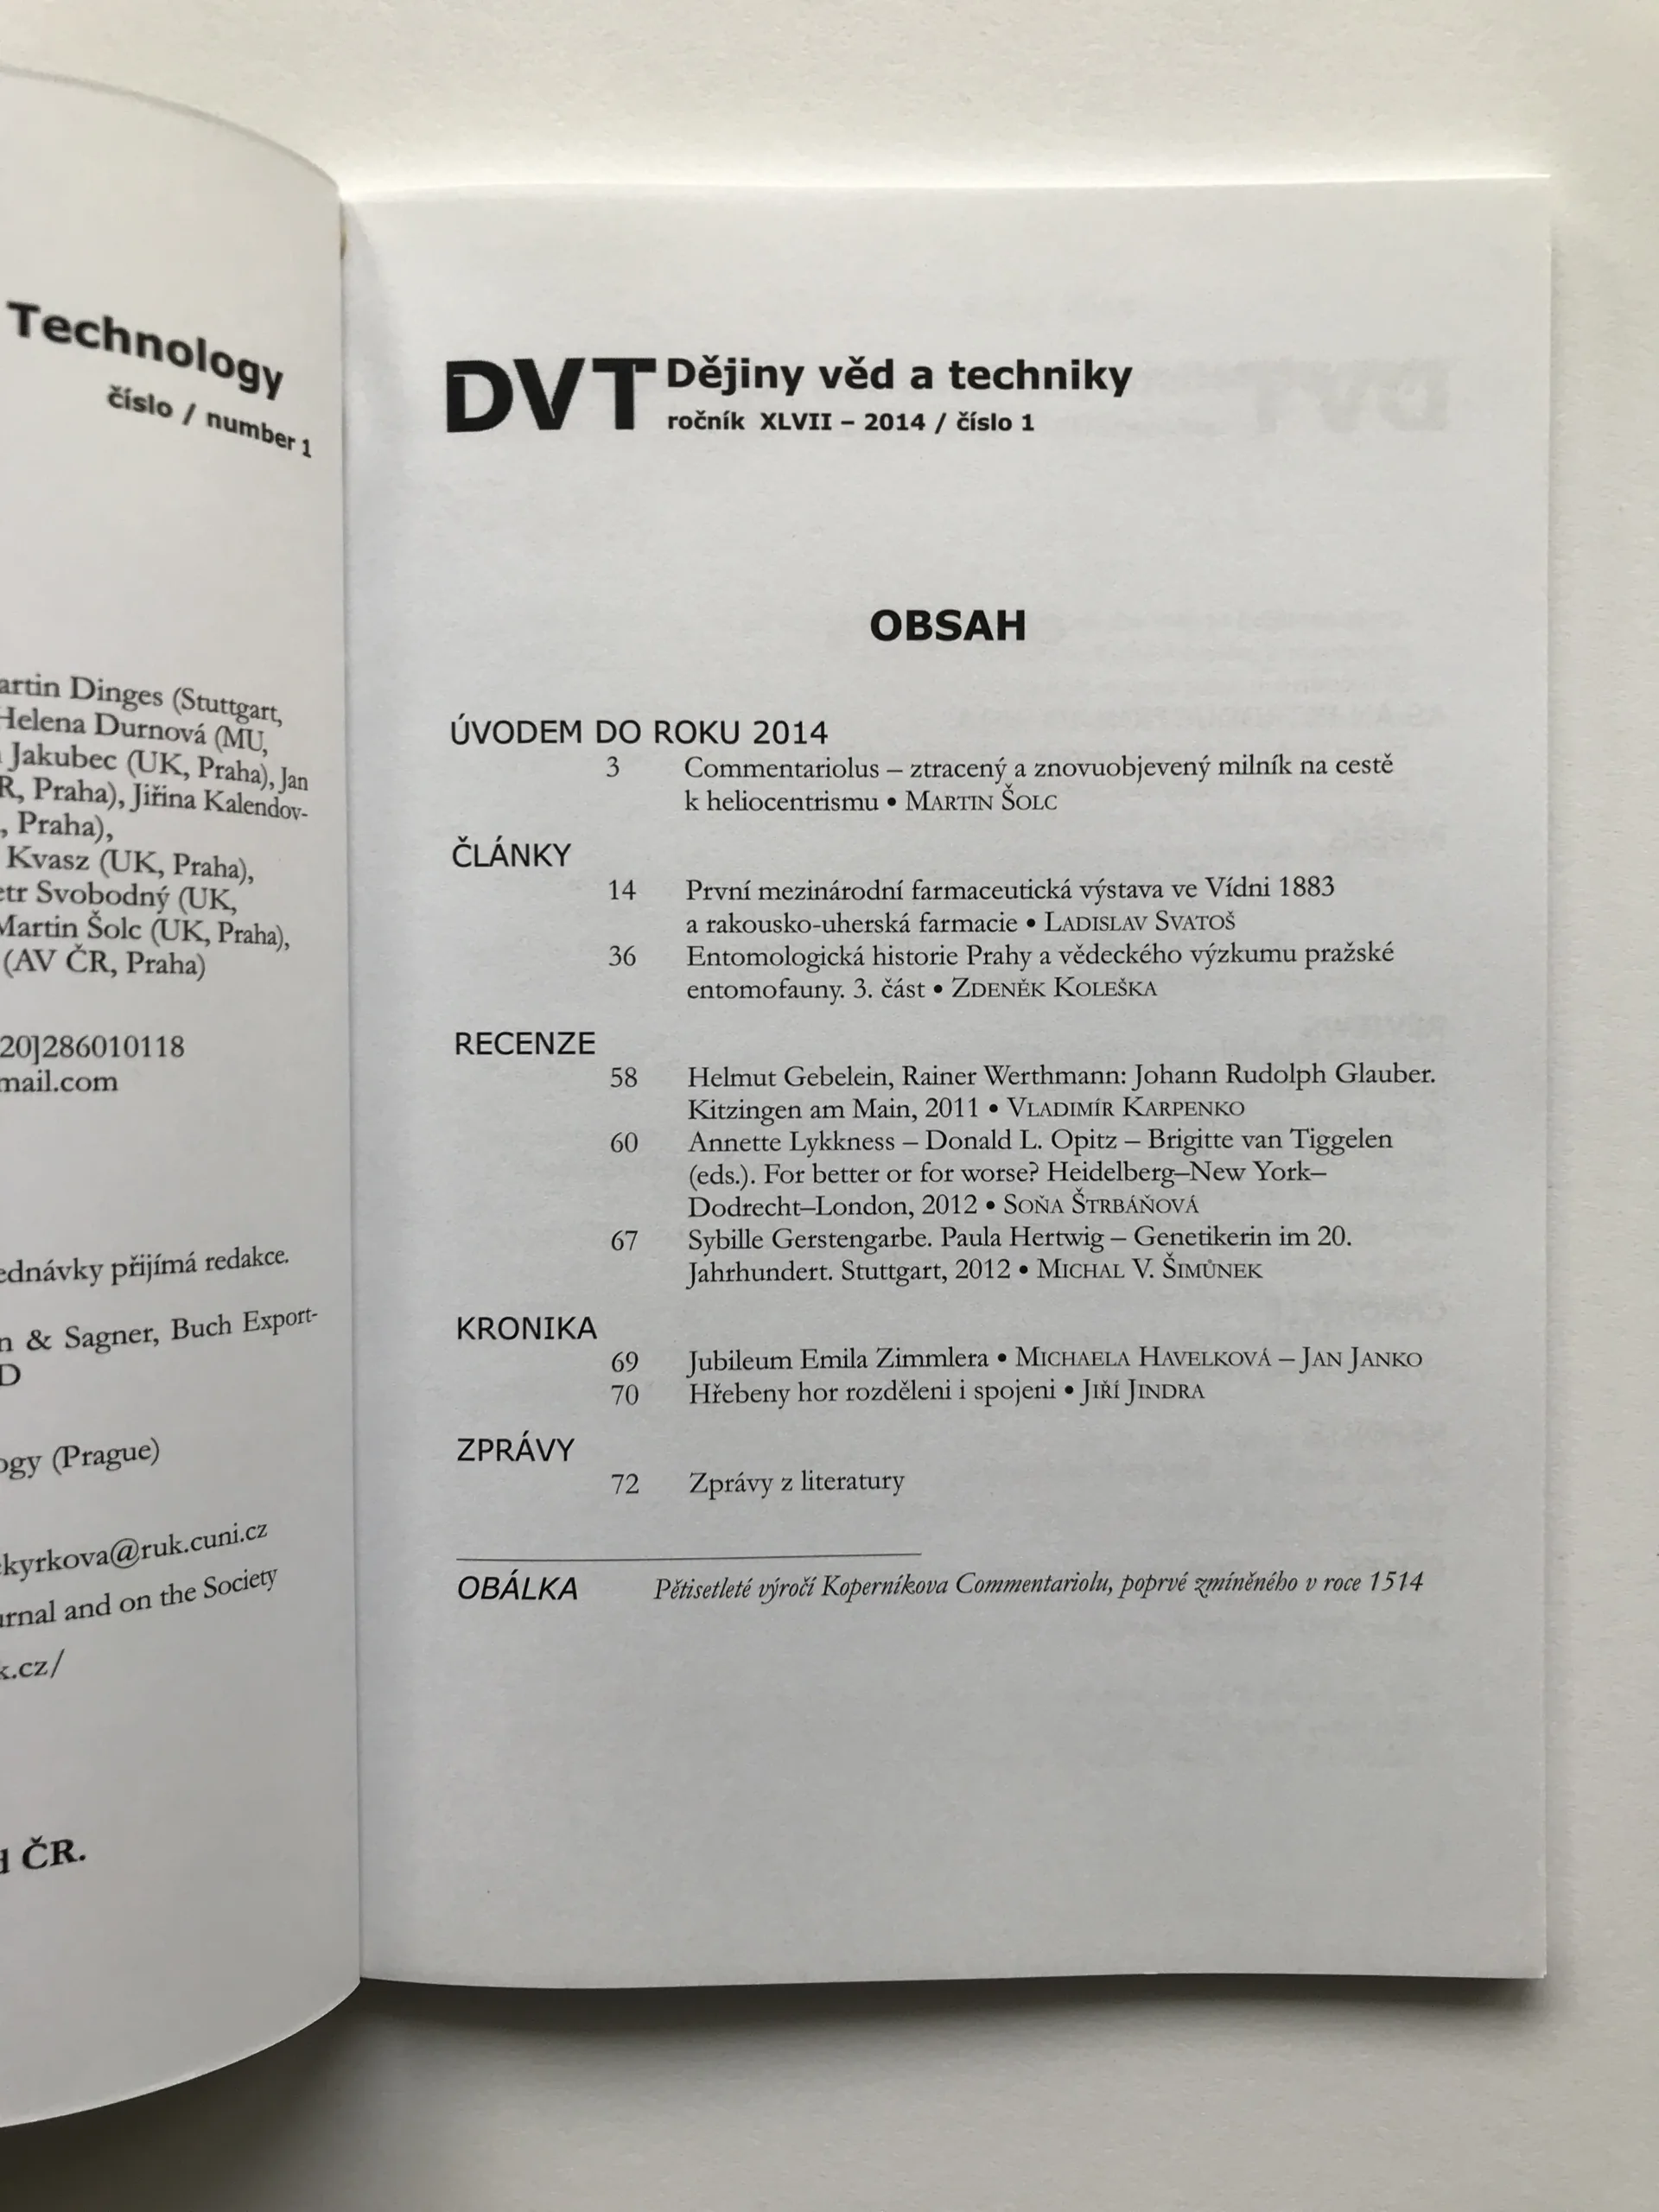 Technology
číslo / number 1
artin Dinges (Stuttgart,
Helena Durnová (MU,
Jakubec (UK, Praha), Jan
R, Praha), Jiřina Kalendov-
, Praha),
Kvasz (UK, Praha),
etr Svobodný (UK,
Martin Šolc (UK, Praha),
(AV ČR, Praha)
20]286010118
mail.com
ednávky přijímá redakce.
n & Sagner, Buch Export-
D
ogy (Prague)
kyrkova@ruk.cuni.cz
urnal and on the Society
k.cz/
d ČR.
DVT Dějiny věd a techniky
ročník XLVII – 2014 / číslo 1
OBSAH
ÚVODEM DO ROKU 2014
3 Commentariolus – ztracený a znovuobjevený milník na cestě
k heliocentrismu • MARTIN ŠOLC
ČLÁNKY
14 První mezinárodní farmaceutická výstava ve Vídni 1883
a rakousko-uherská farmacie • LADISLAV SVATOŠ
36 Entomologická historie Prahy a vědeckého výzkumu pražské
entomofauny. 3. část • ZDENĚK KOLEŠKA
RECENZE
58 Helmut Gebelein, Rainer Werthmann: Johann Rudolph Glauber.
Kitzingen am Main, 2011 • VLADIMÍR KARPENKO
60 Annette Lykkness – Donald L. Opitz – Brigitte van Tiggelen
(eds.). For better or for worse? Heidelberg–New York–
Dodrecht–London, 2012 • SOŇA ŠTRBÁŇOVÁ
67 Sybille Gerstengarbe. Paula Hertwig – Genetikerin im 20.
Jahrhundert. Stuttgart, 2012 • MICHAL V. ŠIMŮNEK
KRONIKA
69 Jubileum Emila Zimmlera • MICHAELA HAVELKOVÁ – JAN JANKO
70 Hřebeny hor rozděleni i spojeni • JIŘÍ JINDRA
ZPRÁVY
72 Zprávy z literatury
OBÁLKA Pětisetleté výročí Koperníkova Commentariolu, poprvé zmíněného v roce 1514